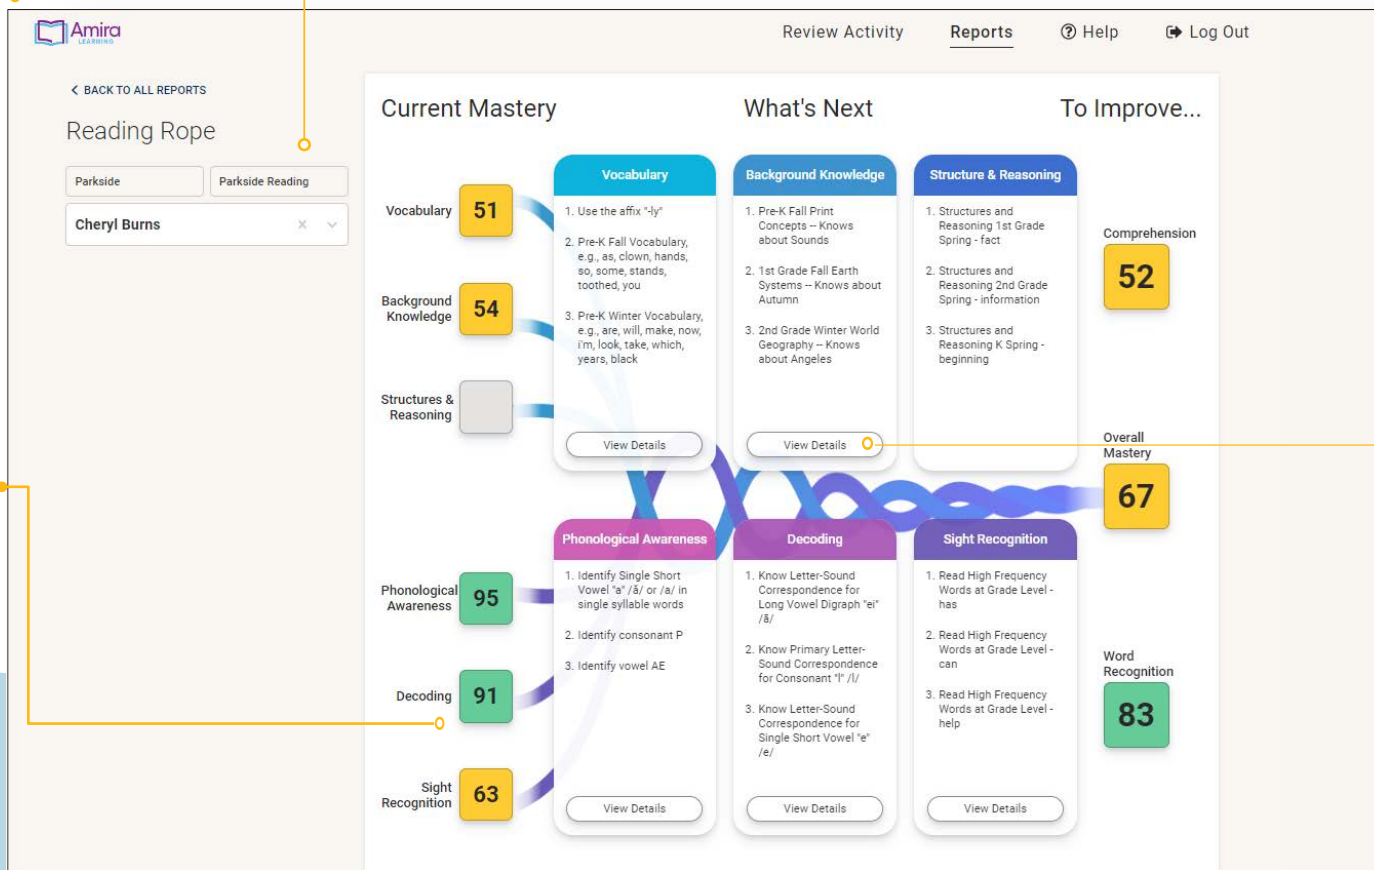 Amira
LEARNING
Review Activity
Reports
Help
Log Out
BACK TO ALL REPORTS
Reading Rope
Parkside
Parkside Reading
Cheryl Burns
Current Mastery
What's Next
To Improve...
Vocabulary
51
Background
Knowledge
54
Structures &
Reasoning
Phonological
Awareness
95
Decoding
91
Sight
Recognition
63
Vocabulary
1. Use the affix "-ly"
2. Pre-K Fall Vocabulary,
e.g., as, clown, hands,
so, some, stands,
toothed, you
3. Pre-K Winter Vocabulary,
e.g., are, will, make, now,
i'm, look, take, which,
years, black
View Details
Background Knowledge
1. Pre-K Fall Print
Concepts -- Knows
about Sounds
2. 1st Grade Fall Earth
Systems -- Knows about
Autumn
3. 2nd Grade Winter World
Geography -- Knows
about Angeles
View Details
Structure & Reasoning
1. Structures and
Reasoning 1st Grade
Spring - fact
2. Structures and
Reasoning 2nd Grade
Spring - information
3. Structures and
Reasoning K Spring -
beginning
Phonological Awareness
1. Identify Single Short
Vowel "a" /ă/ or /a/ in
single syllable words
2. Identify consonant P
3. Identify vowel AE
View Details
Decoding
1. Know Letter-Sound
Correspondence for
Long Vowel Digraph "ei"
/ā/
2. Know Primary Letter-
Sound Correspondence
for Consonant "l" /l/
3. Know Letter-Sound
Correspondence for
Single Short Vowel "e"
/e/
View Details
Sight Recognition
1. Read High Frequency
Words at Grade Level -
has
2. Read High Frequency
Words at Grade Level -
can
3. Read High Frequency
Words at Grade Level -
help
View Details
Comprehension
52
Overall
Mastery
67
Word
Recognition
83